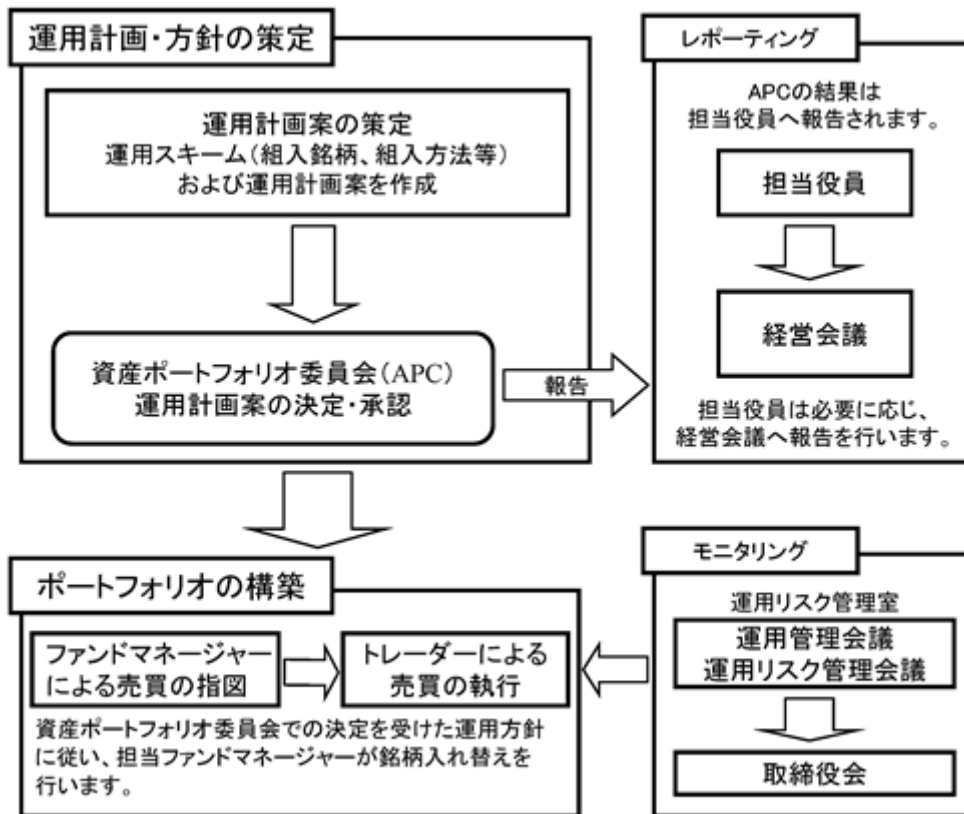 運用計画・方針の策定
運用計画案の策定
運用スキーム(組入銘柄、組入方法等)
および運用計画案を作成
資産ポートフォリオ委員会(APC)
運用計画案の決定・承認
報告
レポーティング
APCの結果は
担当役員へ報告されます。
担当役員
経営会議
担当役員は必要に応じ、
経営会議へ報告を行います。
ポートフォリオの構築
ファンドマネージャー
による売買の指図
トレーダーによる
売買の執行
資産ポートフォリオ委員会での決定を受けた運用方針
に従い、担当ファンドマネージャーが銘柄入れ替えを
行います。
モニタリング
運用リスク管理室
運用管理会議
運用リスク管理会議
取締役会